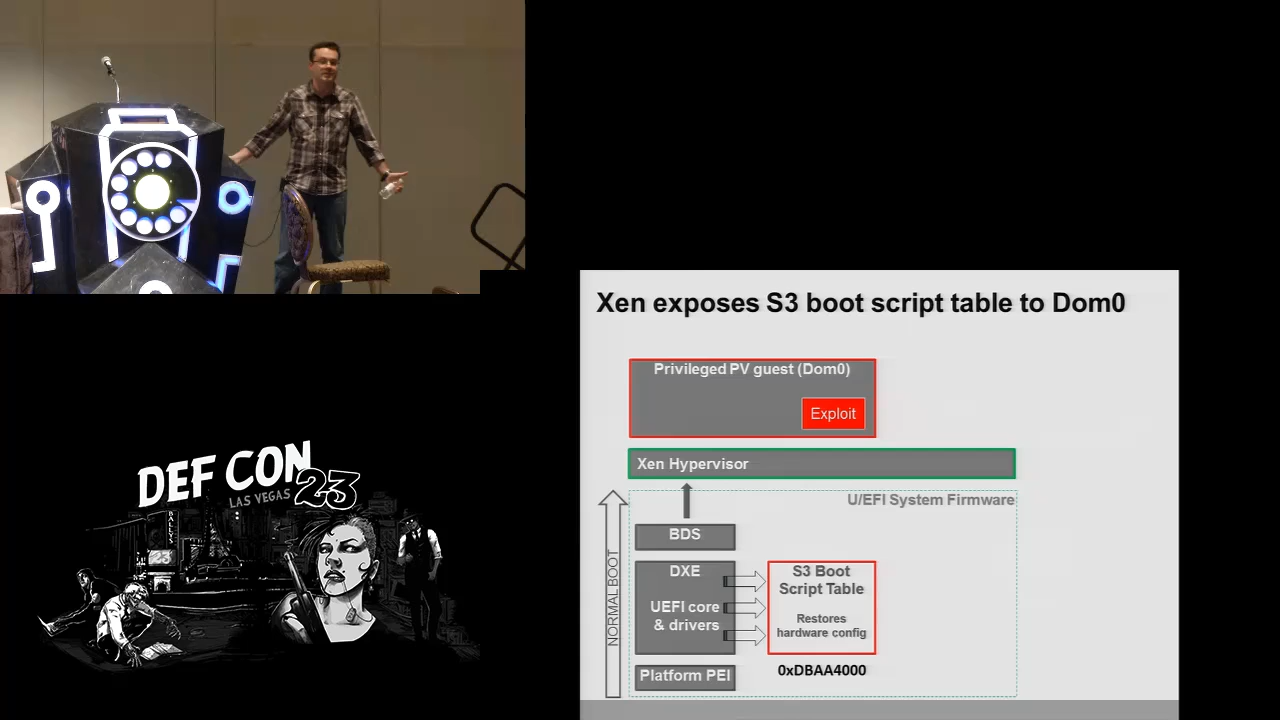 DEF CON
LAS VEGAS 23
BALLYS
23
Xen exposes S3 boot script table to Dom0
Privileged PV guest (Dom0)
Exploit
Xen Hypervisor
U/EFI System Firmware
NORMAL BOOT
BDS
DXE
UEFI core
& drivers
S3 Boot
Script Table
Restores
hardware config
0xDBAA4000
Platform PEI